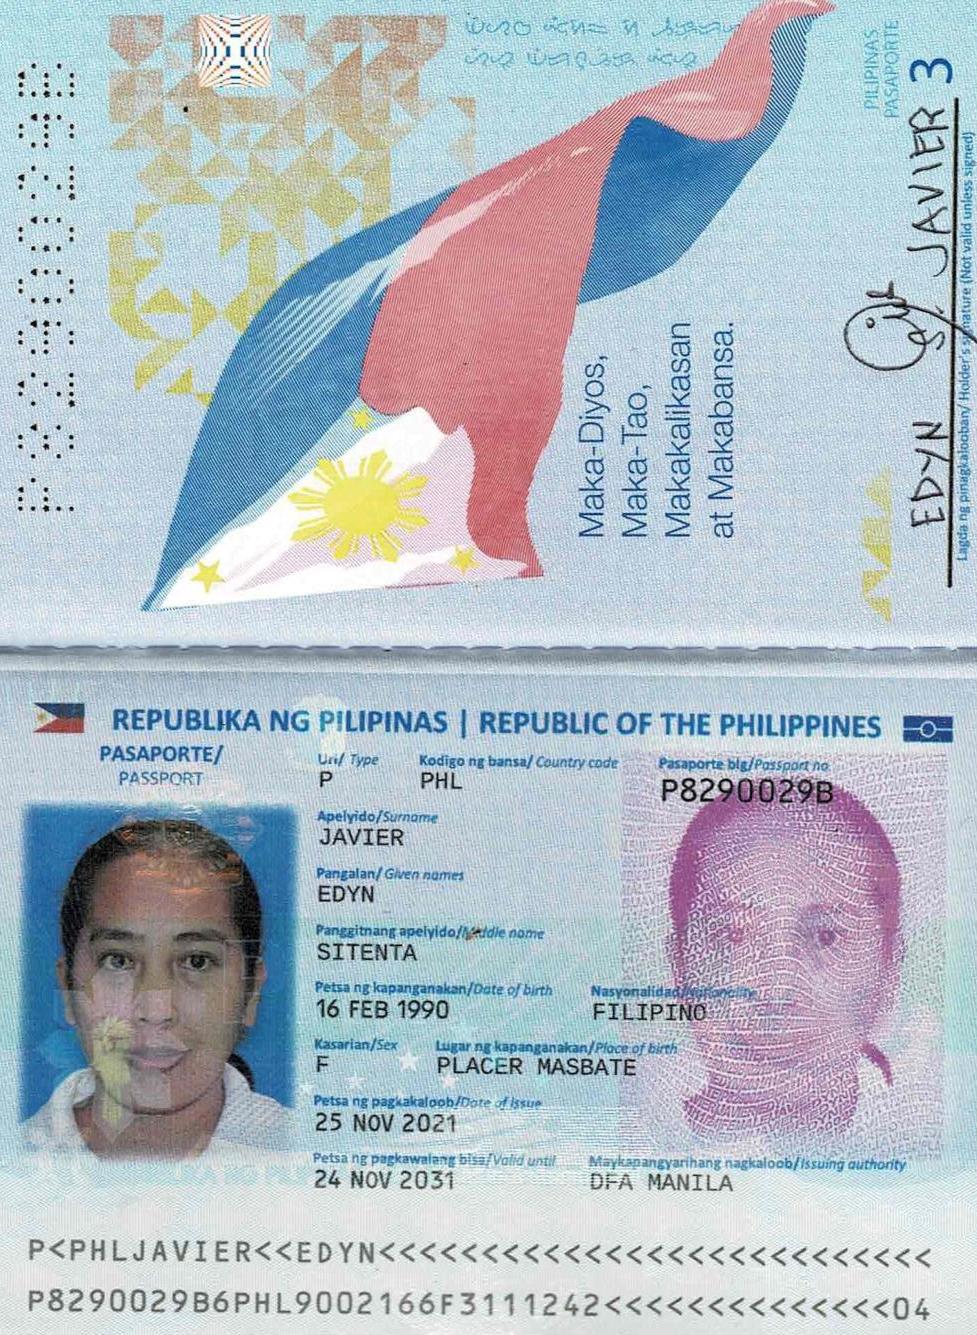 PILIPINAS
PASAPORTE
3
Maka-Diyos,
Maka-Tao,
Makakalikasan
at Makabansa.
EDYN JAVIER
Lagda ng pinagkalooban/ Holder's signature (Not valid unless signed)
P8290029B
REPUBLIKA NG PILIPINAS | REPUBLIC OF THE PHILIPPINES
PASAPORTE/
PASSPORT
Uri/ Type Kodigo ng bansa/ Country code Pasaporte blg/Passport no.
P PHL P8290029B
Apelyido/Surname
JAVIER
Pangalan/ Given names
EDYN
Panggitnang apelyido/Middle name
SITENTA
Petsa ng kapanganakan/Date of birth Nasyonalidad/Nationality
16 FEB 1990 FILIPINO
Kasarian/Sex Lugar ng kapanganakan/Place of birth
F PLACER MASBATE
Petsa ng pagkakaloob/Date of issue
25 NOV 2021
Petsa ng pagkawalang bisa/Valid until Maykapangyarihang nagkaloob/Issuing authority
24 NOV 2031 DFA MANILA
P<PHLJAVIER<<EDYN<<<<<<<<<<<<<<<<<<<<<<<<<<<
P8290029B6PHL9002166F3111242<<<<<<<<<<<<<<04